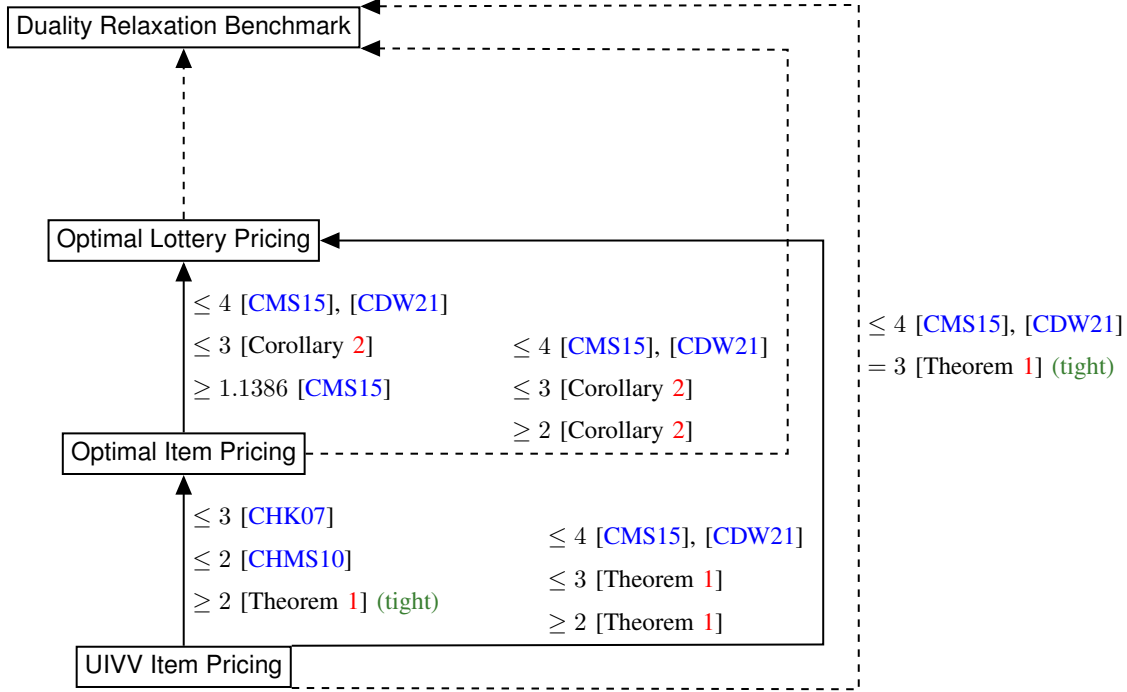 Duality Relaxation Benchmark
Optimal Lottery Pricing
≤ 4 [CMS15], [CDW21]
≤ 3 [Corollary 2]
≥ 1.1386 [CMS15]
≤ 4 [CMS15], [CDW21]
≤ 3 [Corollary 2]
≥ 2 [Corollary 2]
≤ 4 [CMS15], [CDW21]
= 3 [Theorem 1] (tight)
Optimal Item Pricing
≤ 3 [CHK07]
≤ 2 [CHMS10]
≥ 2 [Theorem 1] (tight)
≤ 4 [CMS15], [CDW21]
≤ 3 [Theorem 1]
≥ 2 [Theorem 1]
UIVV Item Pricing